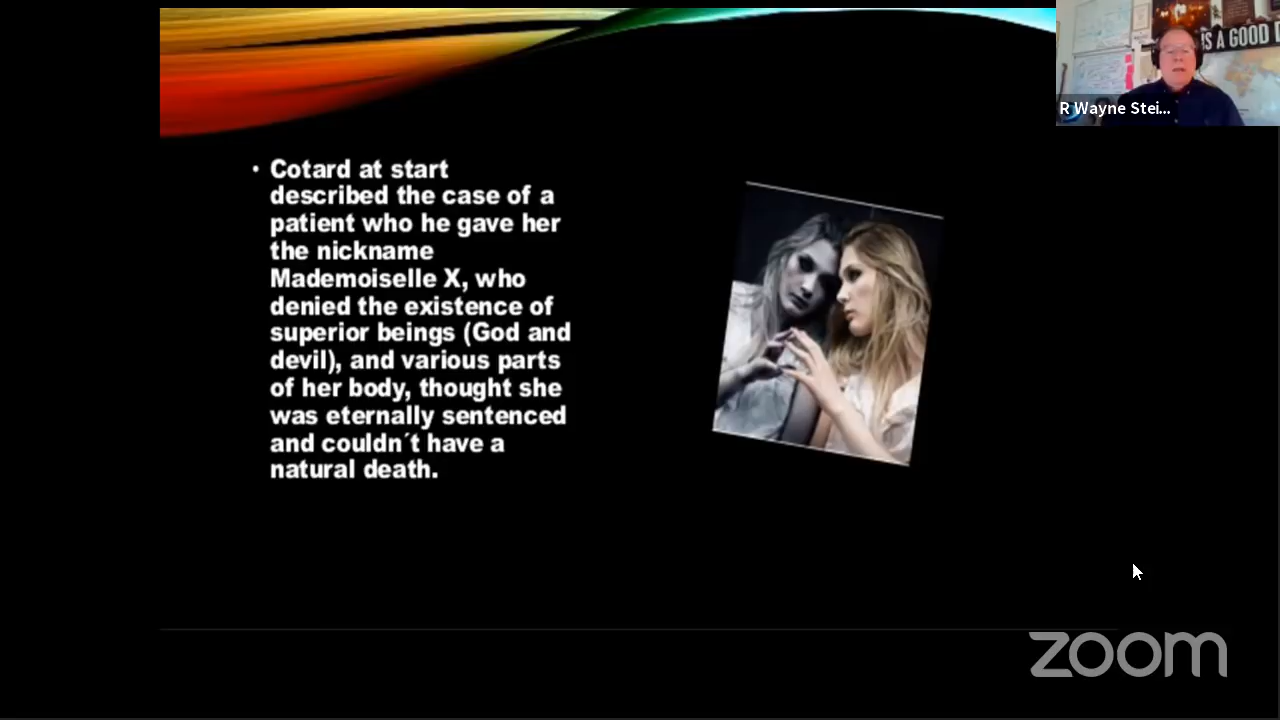 IS A GOOD
R Wayne Stei...
• Cotard at start
described the case of a
patient who he gave her
the nickname
Mademoiselle X, who
denied the existence of
superior beings (God and
devil), and various parts
of her body, thought she
was eternally sentenced
and couldn´t have a
natural death.
zoom